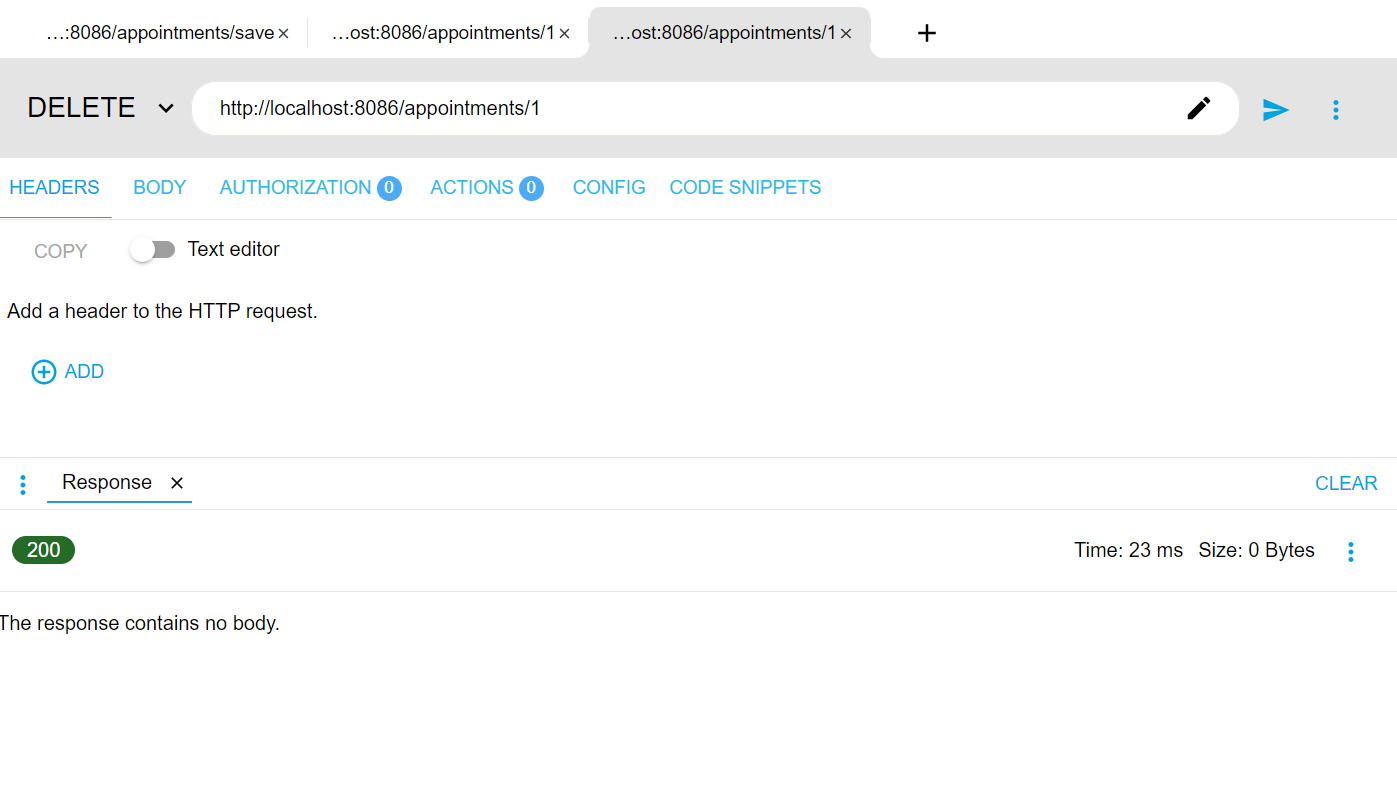 ...:8086/appointments/save × ...ost:8086/appointments/1 × ...ost:8086/appointments/1 × +
DELETE http://localhost:8086/appointments/1
HEADERS BODY AUTHORIZATION 0 ACTIONS 0 CONFIG CODE SNIPPETS
COPY Text editor
Add a header to the HTTP request.
ADD
Response × CLEAR
200 Time: 23 ms Size: 0 Bytes
The response contains no body.